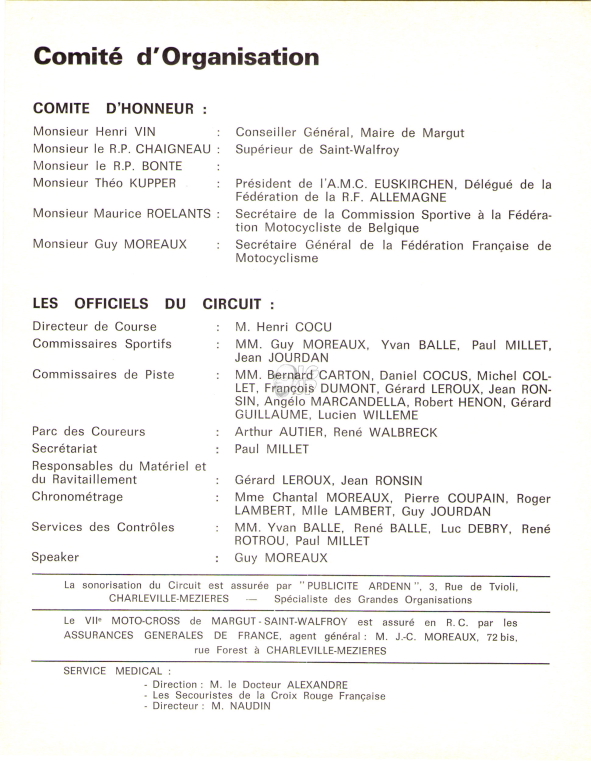 Comité d'Organisation
COMITE D'HONNEUR :
Monsieur Henri VIN : Conseiller Général, Maire de Margut
Monsieur le R.P. CHAIGNEAU : Supérieur de Saint-Walfroy
Monsieur le R.P. BONTE :
Monsieur Théo KUPPER : Président de l'A.M.C. EUSKIRCHEN, Délégué de la
Fédération de la R.F. ALLEMAGNE
Monsieur Maurice ROELANTS : Secrétaire de la Commission Sportive à la Fédéra-
tion Motocycliste de Belgique
Monsieur Guy MOREAUX : Secrétaire Général de la Fédération Française de
Motocyclisme
LES OFFICIELS DU CIRCUIT :
Directeur de Course : M. Henri COCU
Commissaires Sportifs : MM. Guy MOREAUX, Yvan BALLE, Paul MILLET,
Jean JOURDAN
Commissaires de Piste : MM. Bernard CARTON, Daniel COCUS, Michel COL-
LET, François DUMONT, Gérard LEROUX, Jean RON-
SIN, Angélo MARCANDELLA, Robert HENON, Gérard
GUILLAUME, Lucien WILLEME
Parc des Coureurs : Arthur AUTIER, René WALBRECK
Secrétariat : Paul MILLET
Responsables du Matériel et
du Ravitaillement : Gérard LEROUX, Jean RONSIN
Chronométrage : Mme Chantal MOREAUX, Pierre COUPAIN, Roger
LAMBERT, Mlle LAMBERT, Guy JOURDAN
Services des Contrôles : MM. Yvan BALLE, René BALLE, Luc DEBRY, René
ROTROU, Paul MILLET
Speaker : Guy MOREAUX
La sonorisation du Circuit est assurée par "PUBLICITE ARDENN", 3, Rue de Tvioli,
CHARLEVILLE-MEZIERES — Spécialiste des Grandes Organisations
Le VIIe MOTO-CROSS de MARGUT-SAINT-WALFROY est assuré en R.C. par les
ASSURANCES GENERALES DE FRANCE, agent général : M. J.-C. MOREAUX, 72 bis,
rue Forest à CHARLEVILLE-MEZIERES
SERVICE MEDICAL :
- Direction : M. le Docteur ALEXANDRE
- Les Secouristes de la Croix Rouge Française
- Directeur : M. NAUDIN